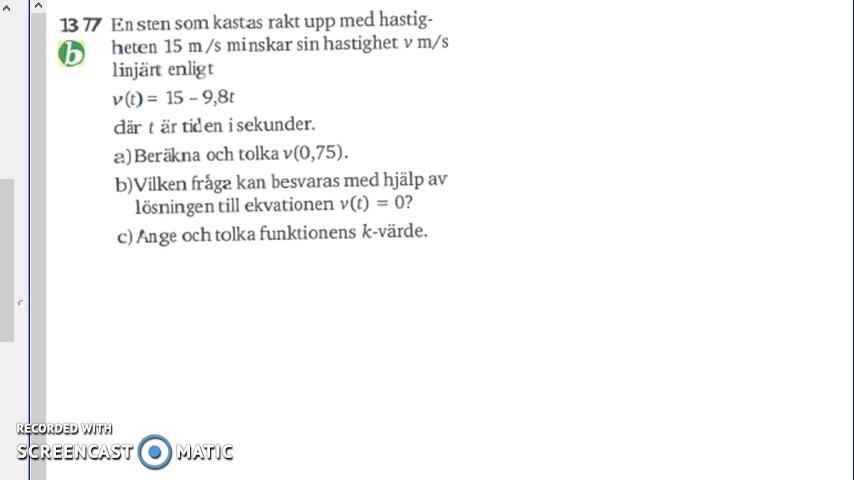 1377 En sten som kastas rakt upp med hastig-
b heten 15 m/s minskar sin hastighet v m/s
linjärt enligt
v(t) = 15 – 9,8t
där t är tiden i sekunder.
a) Beräkna och tolka v(0,75).
b) Vilken fråga kan besvaras med hjälp av
lösningen till ekvationen v(t) = 0?
c) Ange och tolka funktionens k-värde.
RECORDED WITH
SCREENCAST MATIC